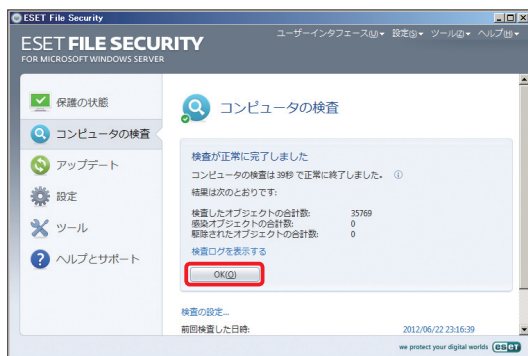 ESET File Security
ESET FILE SECURITY
FOR MICROSOFT WINDOWS SERVER
ユーザーインタフェース(U)▾ 設定(S)▾ ツール(Z)▾ ヘルプ(H)▾
保護の状態
コンピュータの検査
アップデート
設定
ツール
ヘルプとサポート
コンピュータの検査
検査が正常に完了しました
コンピュータの検査は 39秒 で正常に終了しました。
結果は次のとおりです:
検査したオブジェクトの合計数: 35769
感染オブジェクトの合計数: 0
駆除されたオブジェクトの合計数: 0
検査ログを表示する
OK(O)
検査の設定...
前回検査した日時: 2012/06/22 23:16:39
we protect your digital worlds eset